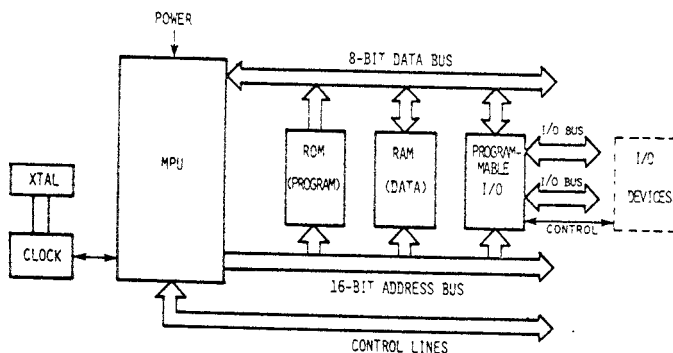 POWER
8-BIT DATA BUS
MPU
XTAL
CLOCK
ROM
(PROGRAM)
RAM
(DATA)
PROGRAM-
MABLE
I/O
I/O BUS
I/O BUS
CONTROL
I/O
DEVICES
16-BIT ADDRESS BUS
CONTROL LINES